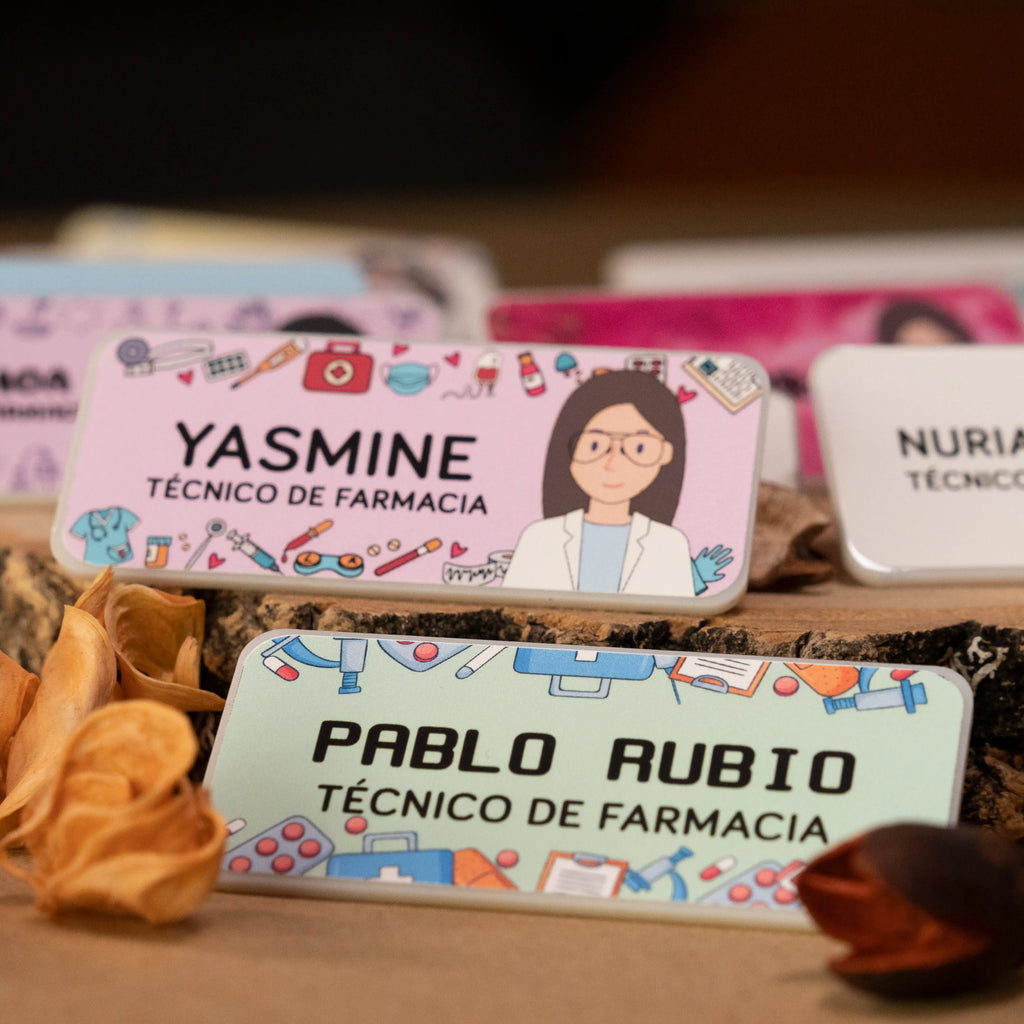 YASMINE
TÉCNICO DE FARMACIA
NURIA
TÉCNICO
PABLO RUBIO
TÉCNICO DE FARMACIA